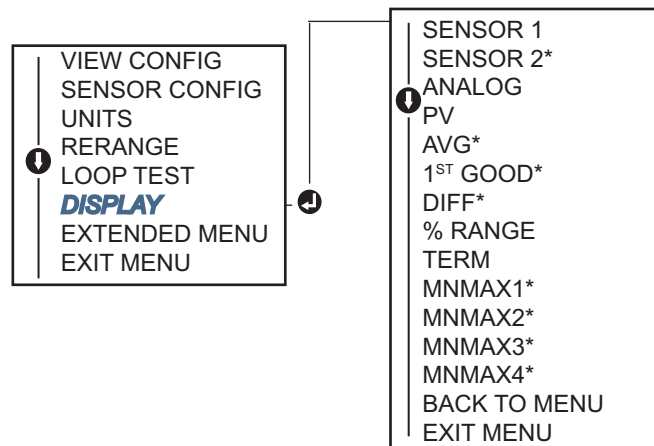 VIEW CONFIG
SENSOR CONFIG
UNITS
RERANGE
LOOP TEST
DISPLAY
EXTENDED MENU
EXIT MENU
SENSOR 1
SENSOR 2*
ANALOG
PV
AVG*
1ST GOOD*
DIFF*
% RANGE
TERM
MNMAX1*
MNMAX2*
MNMAX3*
MNMAX4*
BACK TO MENU
EXIT MENU